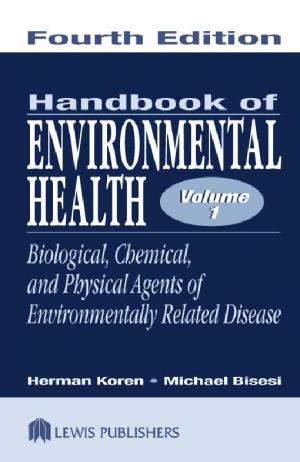 Fourth Edition
Handbook of
ENVIRONMENTAL
HEALTH
Volume
1
Biological, Chemical,
and Physical Agents of
Environmentally Related Disease
Herman Koren • Michael Bisesi
LEWIS PUBLISHERS